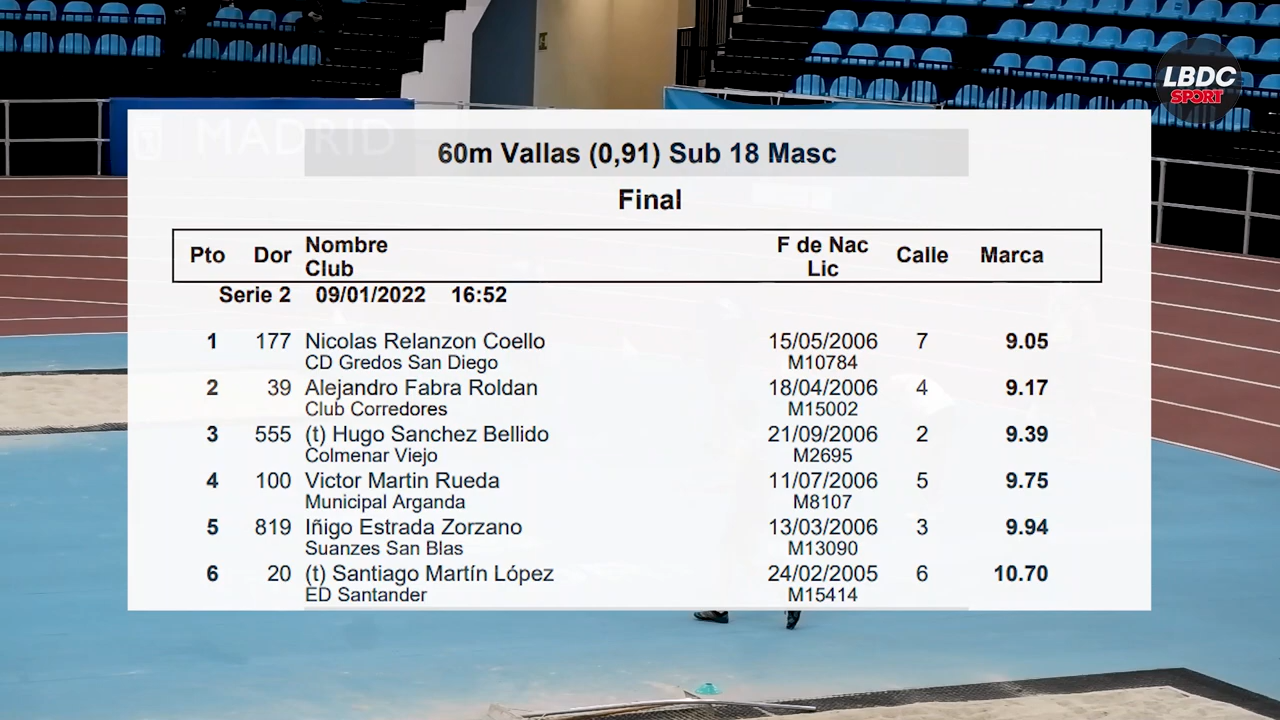 LBDC
SPORT
MADRID
60m Vallas (0,91) Sub 18 Masc
Final
Pto Dor Nombre Club F de Nac Lic Calle Marca
Serie 2 09/01/2022 16:52
1 177 Nicolas Relanzon Coello 15/05/2006 7 9.05
CD Gredos San Diego M10784
2 39 Alejandro Fabra Roldan 18/04/2006 4 9.17
Club Corredores M15002
3 555 (t) Hugo Sanchez Bellido 21/09/2006 2 9.39
Colmenar Viejo M2695
4 100 Victor Martin Rueda 11/07/2006 5 9.75
Municipal Arganda M8107
5 819 Iñigo Estrada Zorzano 13/03/2006 3 9.94
Suanzes San Blas M13090
6 20 (t) Santiago Martín López 24/02/2005 6 10.70
ED Santander M15414